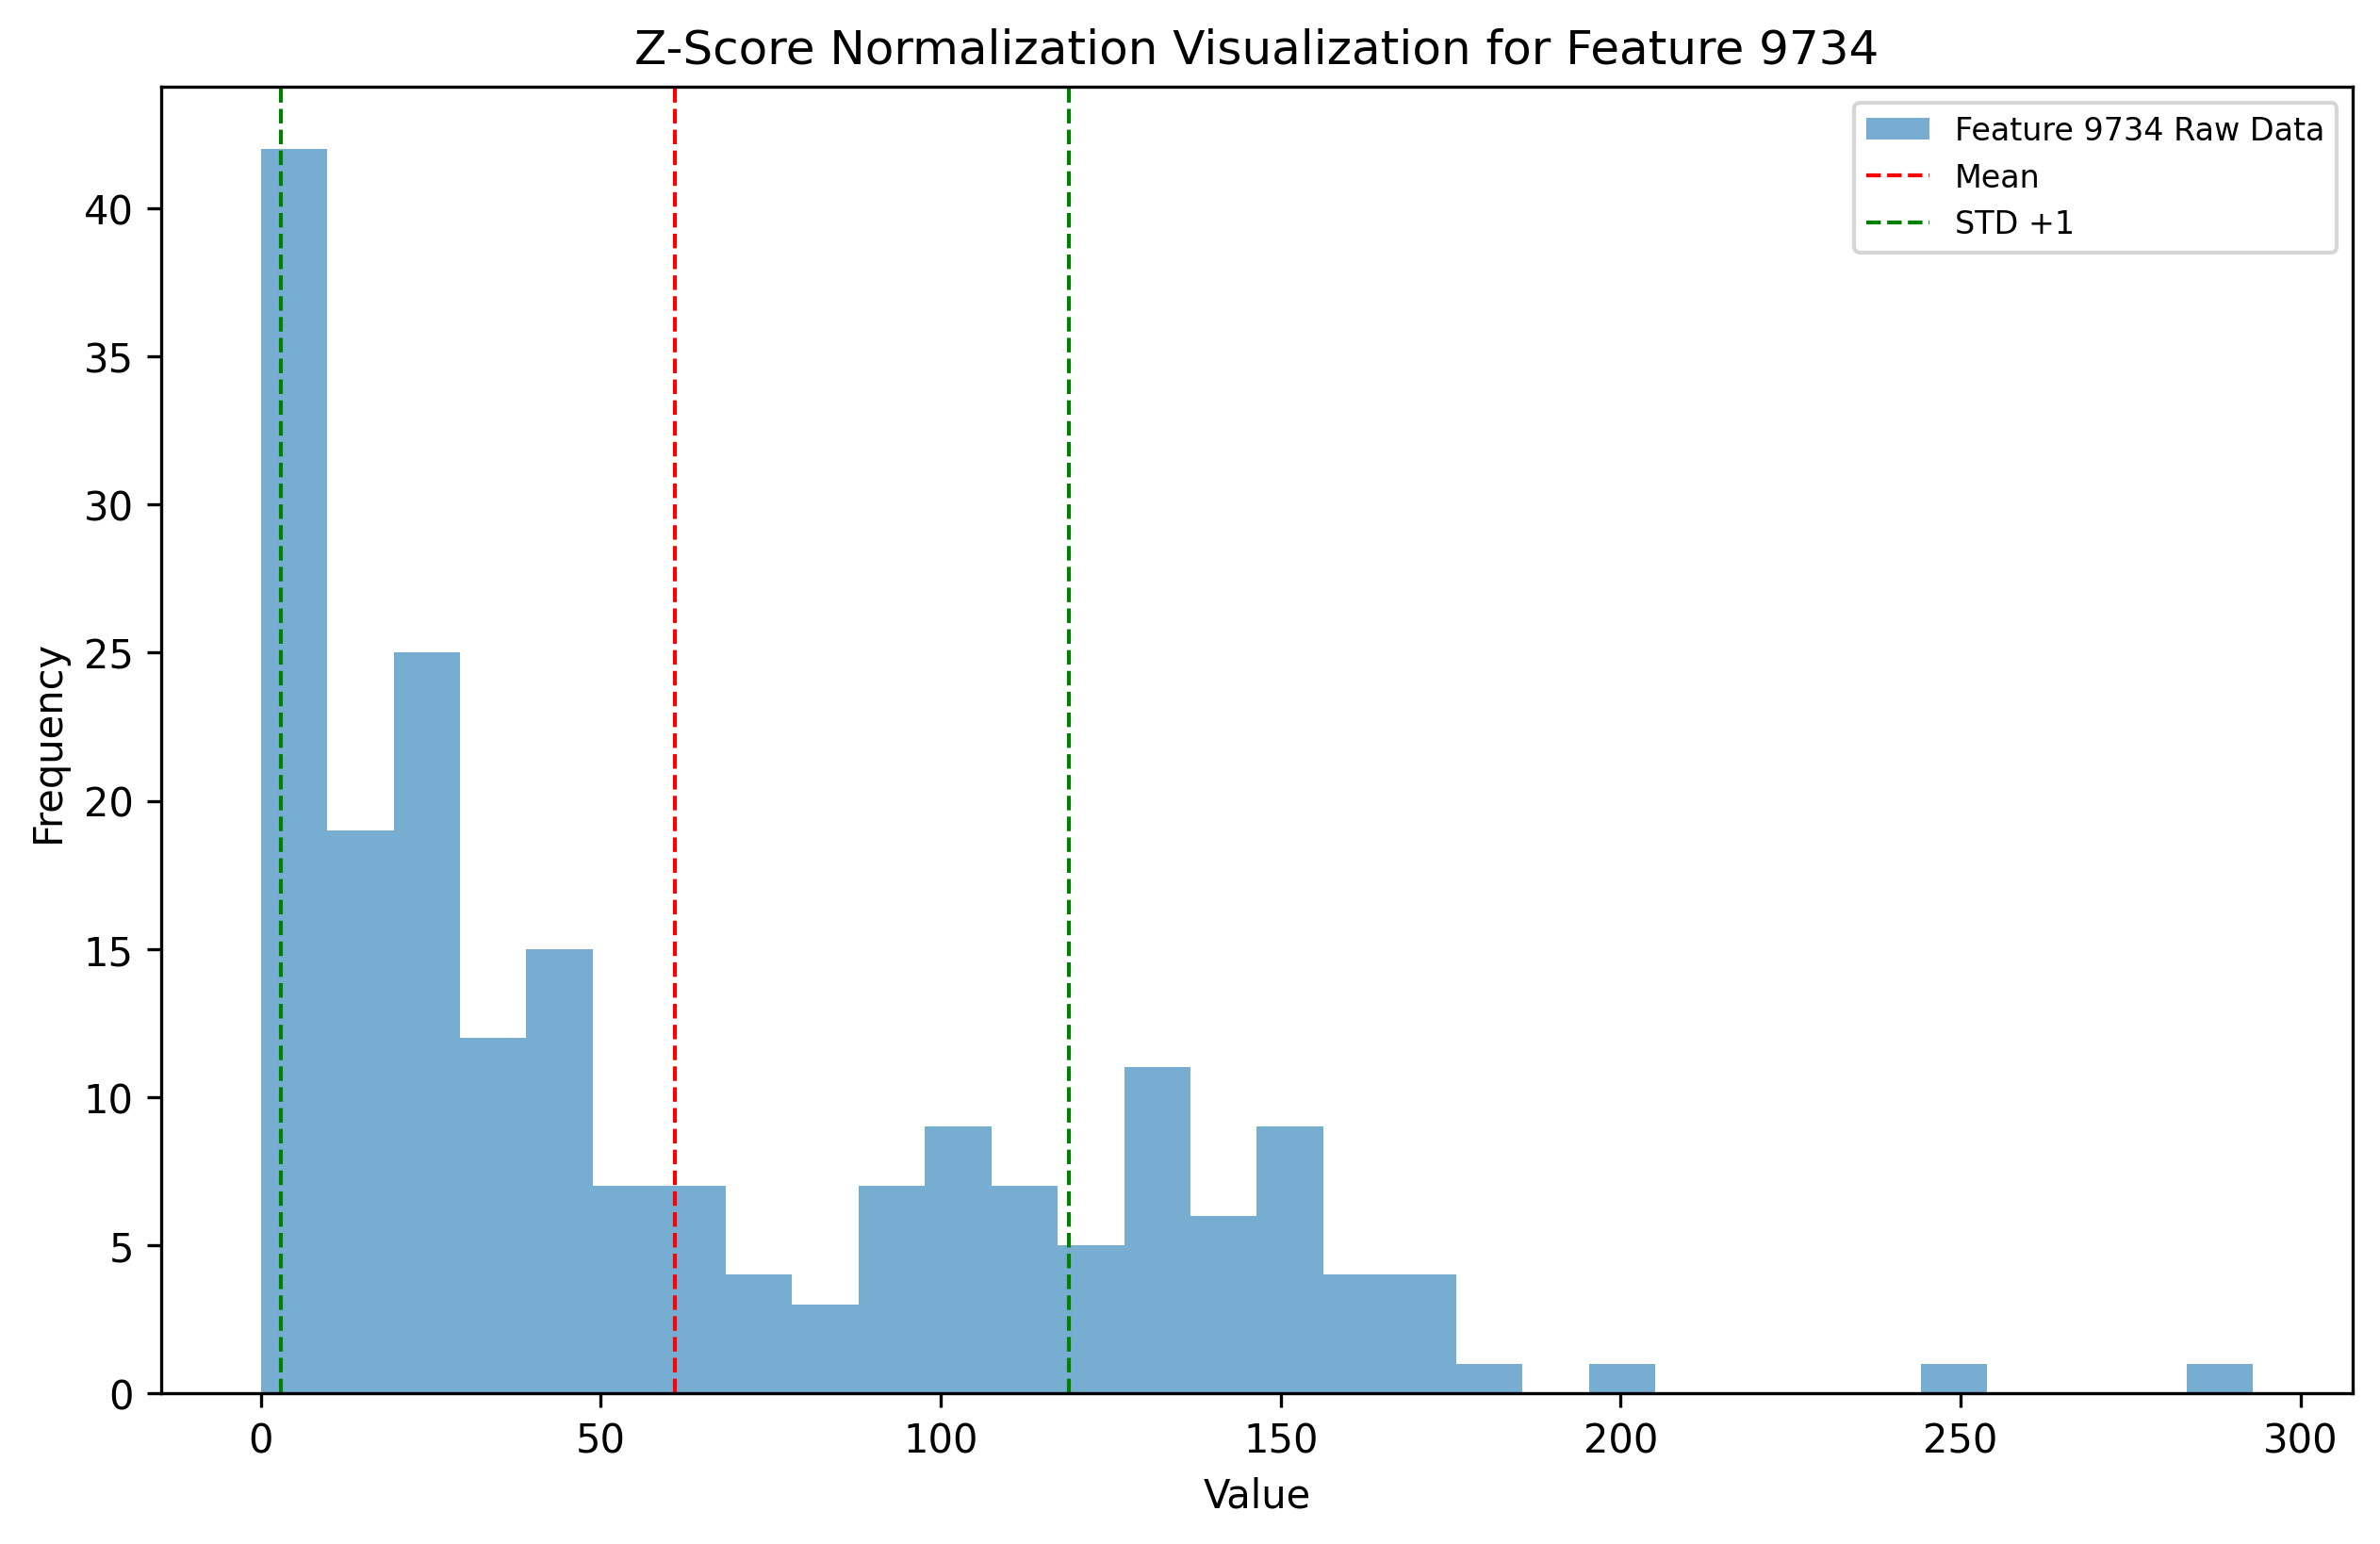 Z-Score Normalization Visualization for Feature 9734
Feature 9734 Raw Data
Mean
STD +1
Frequency
40
35
30
25
20
15
10
5
0
0 50 100 150 200 250 300
Value